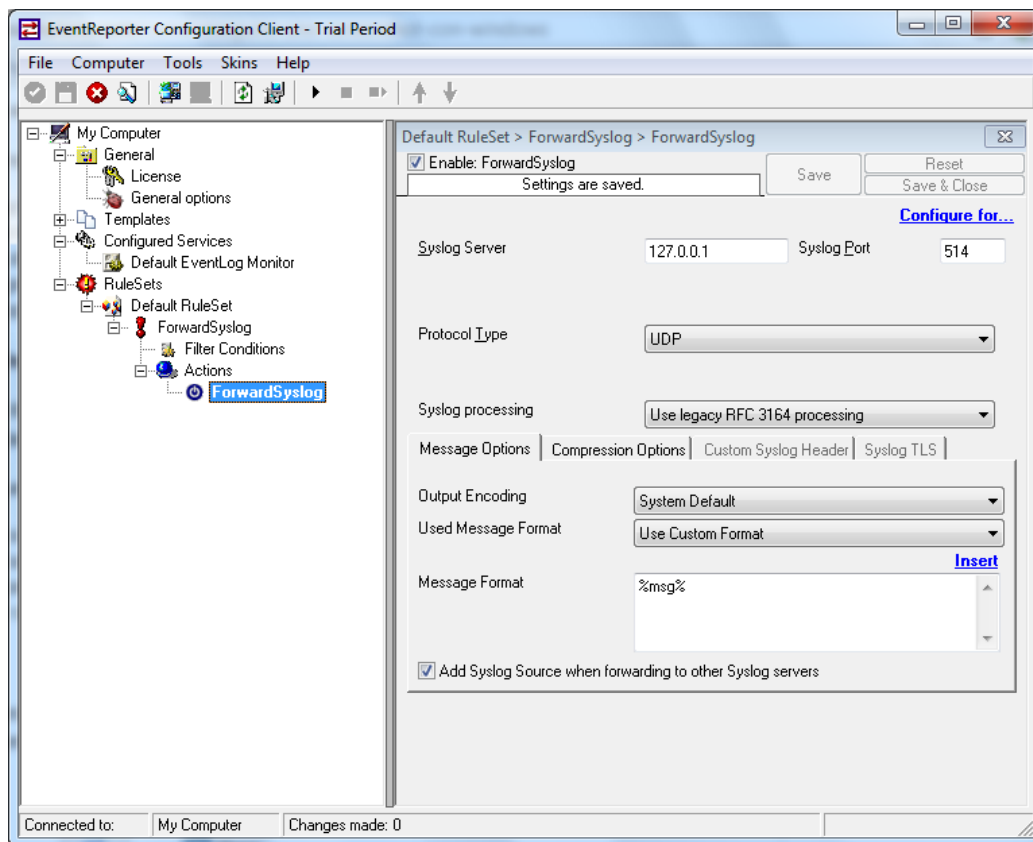 EventReporter Configuration Client - Trial Period
File Computer Tools Skins Help
My Computer
General
License
General options
Templates
Configured Services
Default EventLog Monitor
RuleSets
Default RuleSet
ForwardSyslog
Filter Conditions
Actions
ForwardSyslog
Default RuleSet > ForwardSyslog > ForwardSyslog
Enable: ForwardSyslog
Settings are saved.
Save
Reset
Save & Close
Configure for...
Syslog Server 127.0.0.1 Syslog Port 514
Protocol Type UDP
Syslog processing Use legacy RFC 3164 processing
Message Options Compression Options Custom Syslog Header Syslog TLS
Output Encoding System Default
Used Message Format Use Custom Format
Insert
Message Format %msg%
Add Syslog Source when forwarding to other Syslog servers
Connected to: My Computer Changes made: 0